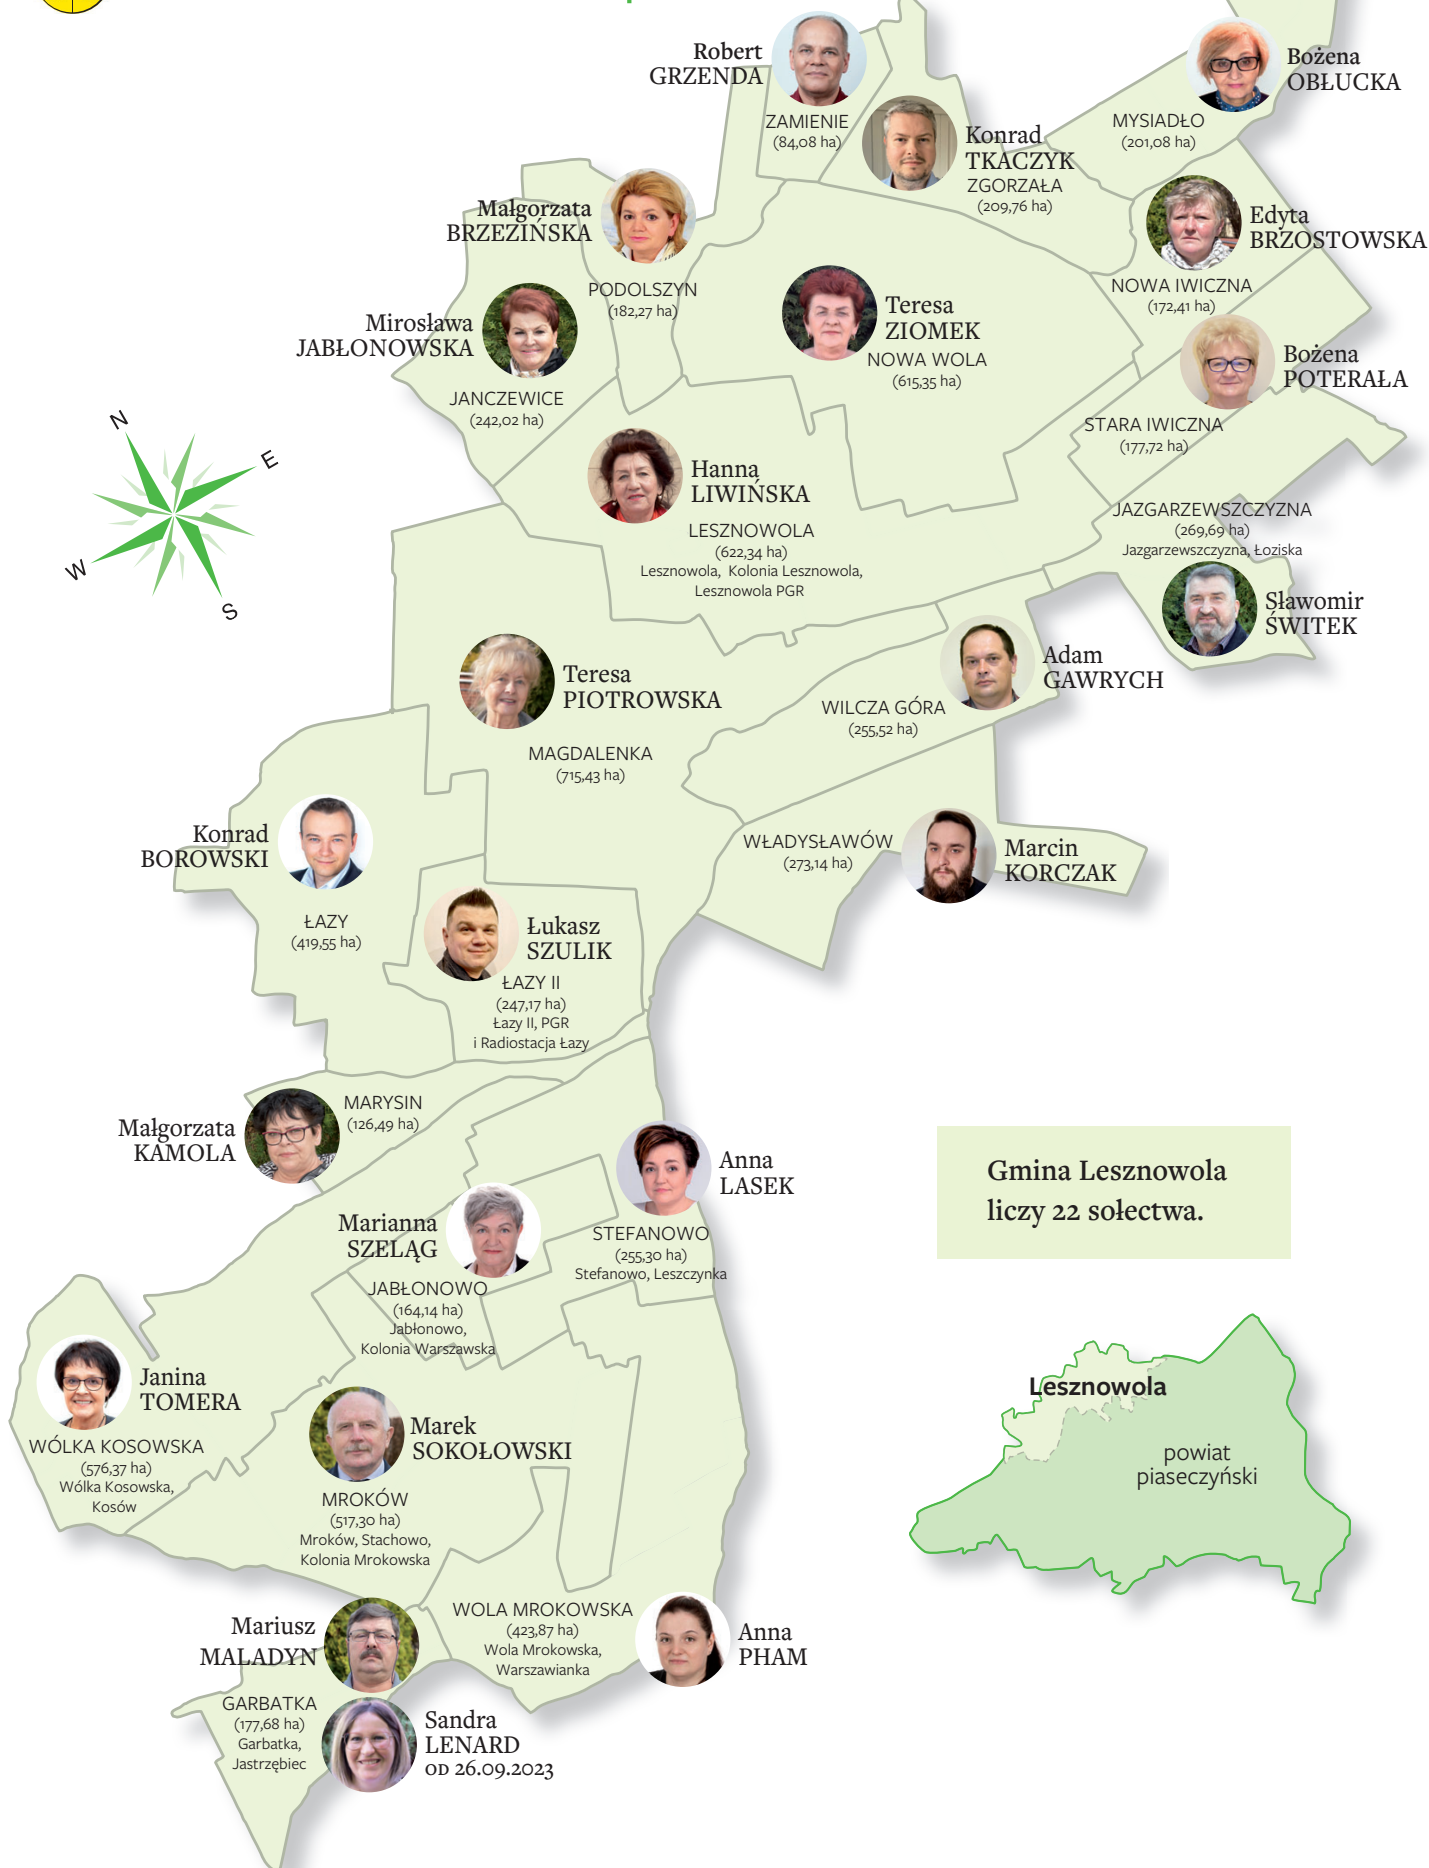 Robert
GRZENDA
ZAMIENIE
(84,08 ha)
Konrad
TKACZYK
ZGORZAŁA
(209,76 ha)
Bożena
OBŁUCKA
MYSIADŁO
(201,08 ha)
Małgorzata
BRZEZIŃSKA
PODOLSZYN
(182,27 ha)
Edyta
BRZOSTOWSKA
NOWA IWICZNA
(172,41 ha)
Mirosława
JABŁONOWSKA
JANCZEWICE
(242,02 ha)
Teresa
ZIOMEK
NOWA WOLA
(615,35 ha)
Bożena
POTERAŁA
STARA IWICZNA
(177,72 ha)
N
E
W
S
Hanna
LIWIŃSKA
LESZNOWOLA
(622,34 ha)
Lesznowola, Kolonia Lesznowola,
Lesznowola PGR
JAZGARZEWSZCZYZNA
(269,69 ha)
Jazgarzewszczyzna, Łoziska
Sławomir
ŚWITEK
Teresa
PIOTROWSKA
MAGDALENKA
(715,43 ha)
Adam
GAWRYCH
WILCZA GÓRA
(255,52 ha)
Konrad
BOROWSKI
ŁAZY
(419,55 ha)
WŁADYSŁAWÓW
(273,14 ha)
Marcin
KORCZAK
Łukasz
SZULIK
ŁAZY II
(247,17 ha)
Łazy II, PGR
i Radiostacja Łazy
Małgorzata
KAMOLA
MARYSIN
(126,49 ha)
Anna
LASEK
STEFANOWO
(255,30 ha)
Stefanowo, Leszczynka
Gmina Lesznowola
liczy 22 sołectwa.
Marianna
SZELĄG
JABŁONOWO
(164,14 ha)
Jabłonowo,
Kolonia Warszawska
Janina
TOMERA
WÓLKA KOSOWSKA
(576,37 ha)
Wólka Kosowska,
Kosów
Marek
SOKOŁOWSKI
MROKÓW
(517,30 ha)
Mroków, Stachowo,
Kolonia Mrokowska
Lesznowola
powiat
piaseczyński
Mariusz
MALADYN
GARBATKA
(177,68 ha)
Garbatka,
Jastrzębiec
WOLA MROKOWSKA
(423,87 ha)
Wola Mrokowska,
Warszawianka
Anna
PHAM
Sandra
LENARD
OD 26.09.2023